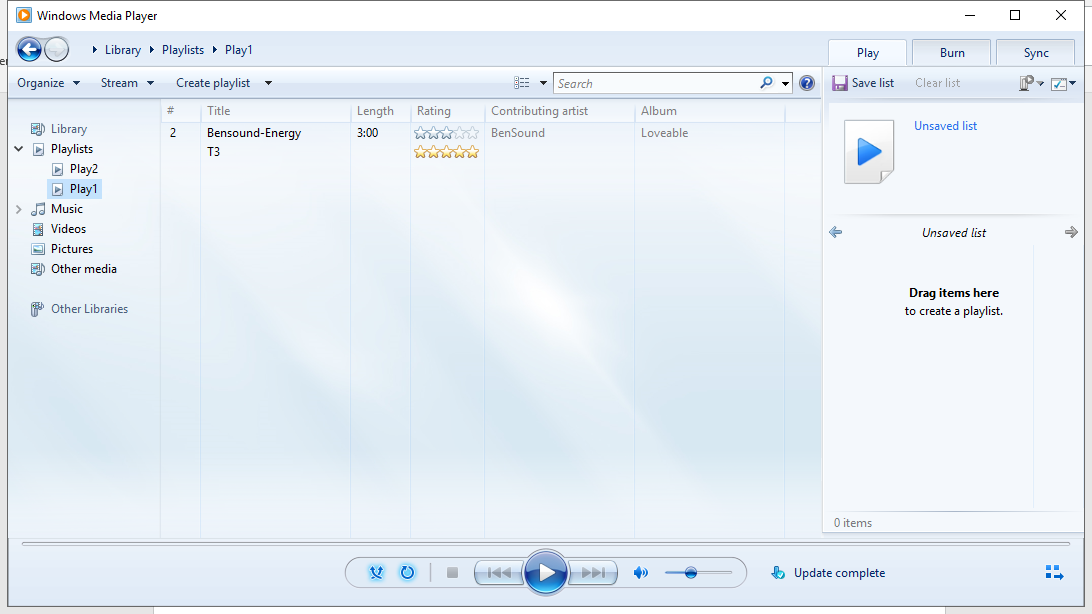 Windows Media Player
Library Playlists Play1
Play Burn Sync
Organize Stream Create playlist Search Save list Clear list
# Title Length Rating Contributing artist Album
2 Bensound-Energy 3:00 BenSound Loveable
T3
Library
Playlists
Play2
Play1
Music
Videos
Pictures
Other media
Other Libraries
Unsaved list
Unsaved list
Drag items here
to create a playlist.
0 items
Update complete